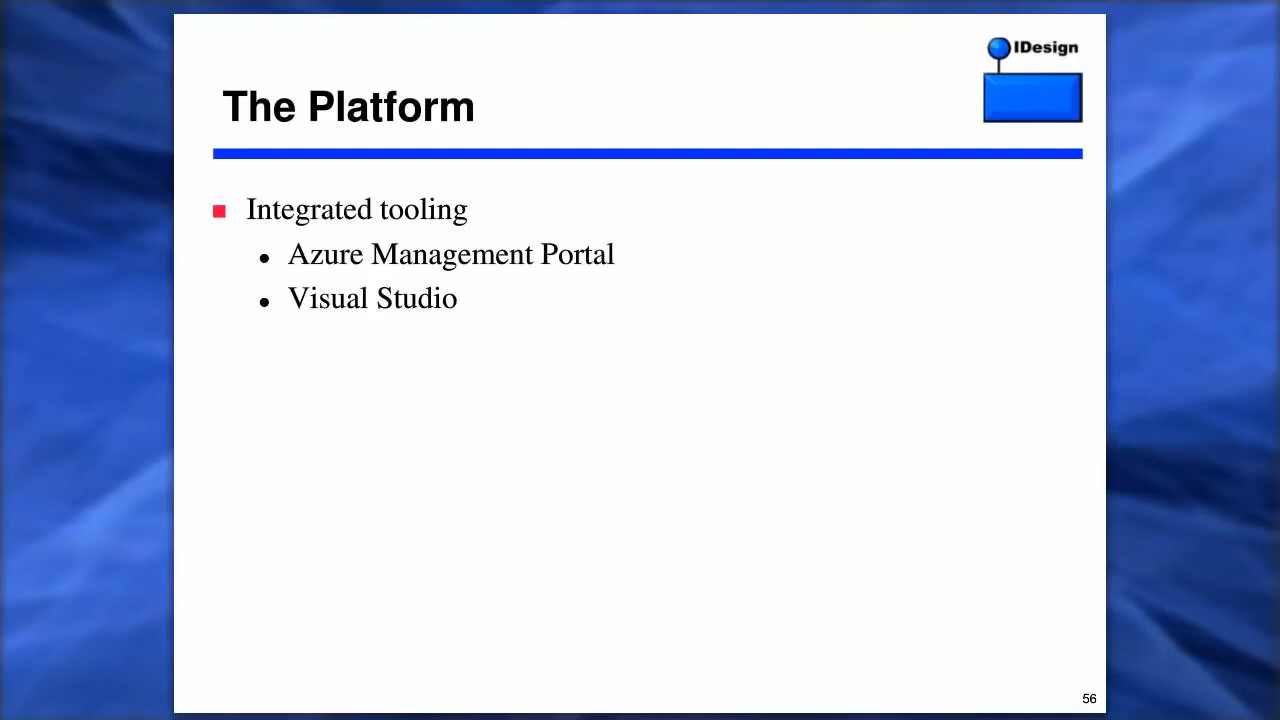 IDesign
The Platform
Integrated tooling
Azure Management Portal
Visual Studio
56